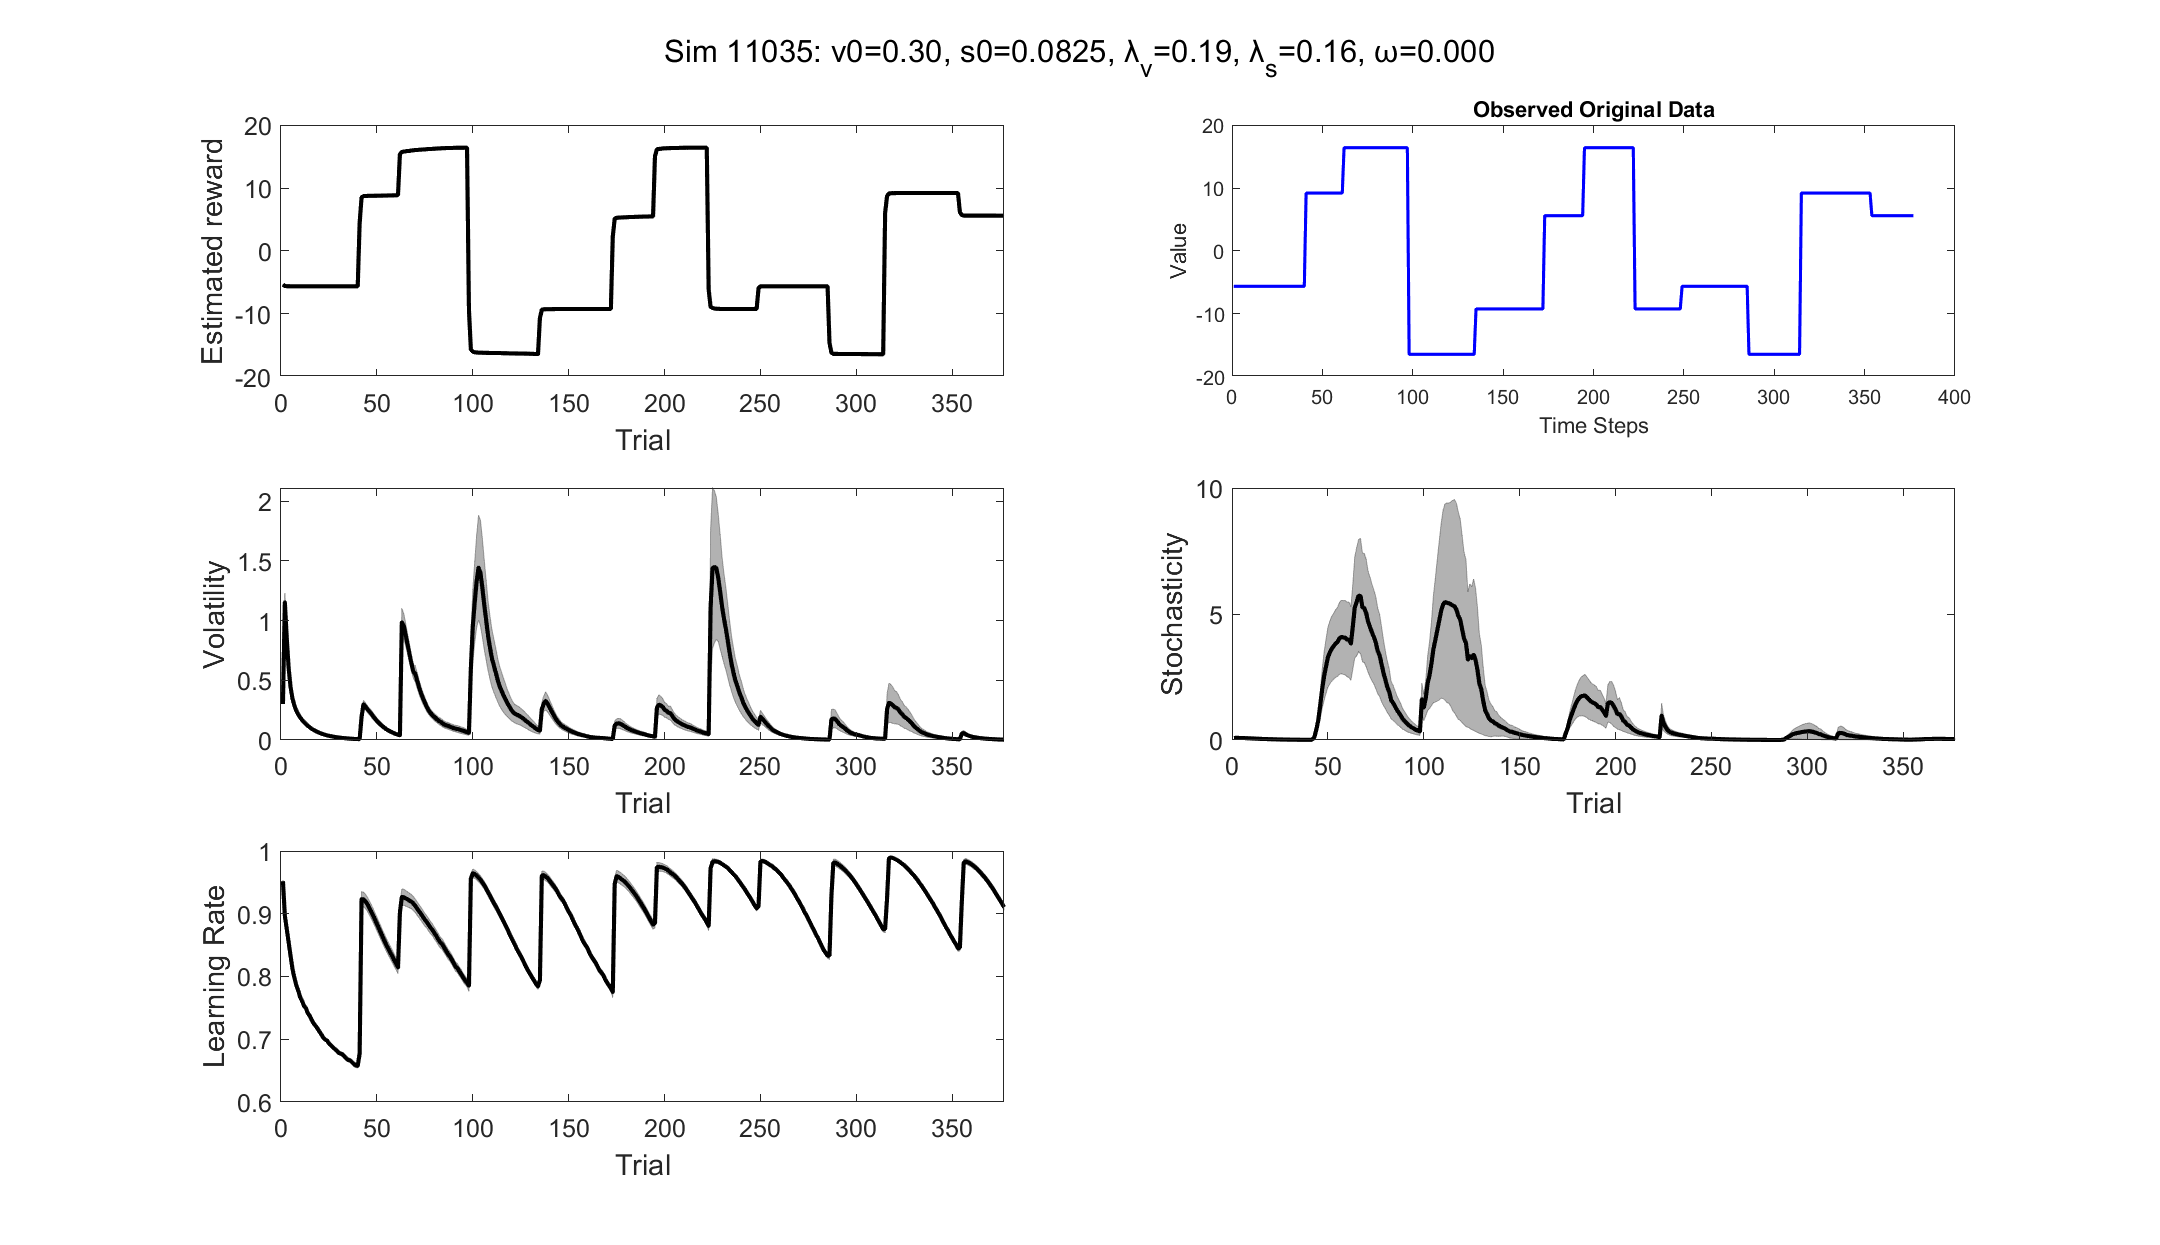 Sim 11035: v0=0.30, s0=0.0825, λv=0.19, λs=0.16, ω=0.000
20
10
0
-10
-20
0 50 100 150 200 250 300 350
Estimated reward
Trial
Observed Original Data
20
10
0
-10
-20
0 50 100 150 200 250 300 350 400
Value
Time Steps
2
1.5
1
0.5
0
0 50 100 150 200 250 300 350
Volatility
Trial
10
5
0
0 50 100 150 200 250 300 350
Stochasticity
Trial
1
0.9
0.8
0.7
0.6
0 50 100 150 200 250 300 350
Learning Rate
Trial